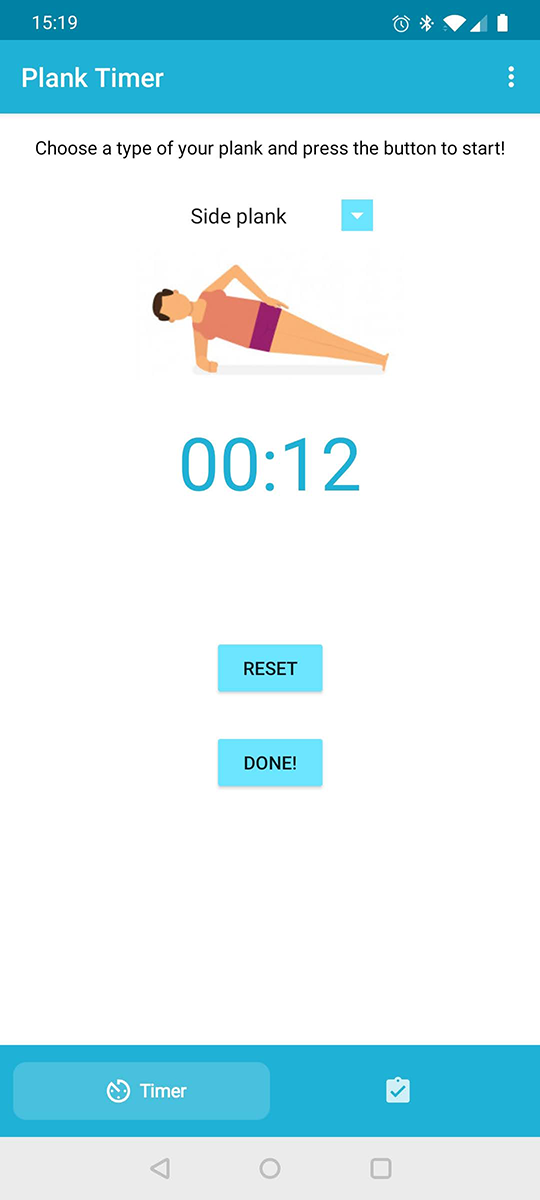 15:19
Plank Timer
Choose a type of your plank and press the button to start!
Side plank
00:12
RESET
DONE!
Timer